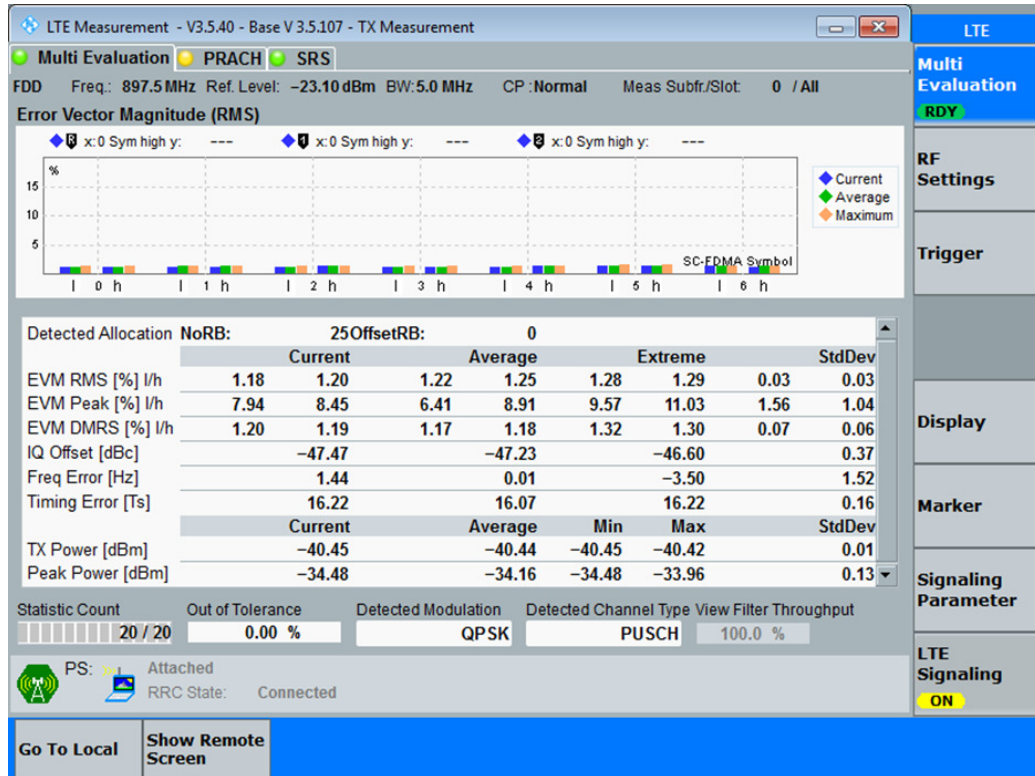 LTE Measurement - V3.5.40 - Base V 3.5.107 - TX Measurement
LTE
Multi Evaluation PRACH SRS
Multi Evaluation
RDY
FDD Freq.: 897.5 MHz Ref. Level: −23.10 dBm BW: 5.0 MHz CP : Normal Meas Subfr./Slot: 0 / All
Error Vector Magnitude (RMS)
R x: 0 Sym high y: --- 1 x: 0 Sym high y: --- 2 x: 0 Sym high y: ---
%
15
10
5
SC-FDMA Symbol
l 0 h l 1 h l 2 h l 3 h l 4 h l 5 h l 6 h
Current
Average
Maximum
RF Settings
Trigger
Detected Allocation NoRB: 25 OffsetRB: 0
Current Average Extreme StdDev
EVM RMS [%] l/h 1.18 1.20 1.22 1.25 1.28 1.29 0.03 0.03
EVM Peak [%] l/h 7.94 8.45 6.41 8.91 9.57 11.03 1.56 1.04
EVM DMRS [%] l/h 1.20 1.19 1.17 1.18 1.32 1.30 0.07 0.06
IQ Offset [dBc] −47.47 −47.23 −46.60 0.37
Freq Error [Hz] 1.44 0.01 −3.50 1.52
Timing Error [Ts] 16.22 16.07 16.22 0.16
Current Average Min Max StdDev
TX Power [dBm] −40.45 −40.44 −40.45 −40.42 0.01
Peak Power [dBm] −34.48 −34.16 −34.48 −33.96 0.13
Display
Marker
Signaling Parameter
Statistic Count Out of Tolerance Detected Modulation Detected Channel Type View Filter Throughput
20 / 20 0.00 % QPSK PUSCH 100.0 %
PS: Attached
RRC State: Connected
LTE Signaling
ON
Go To Local
Show Remote Screen